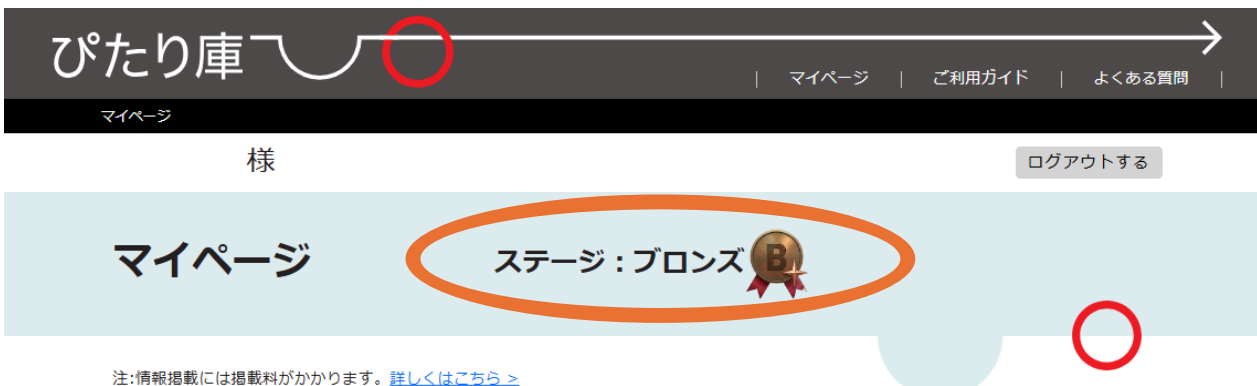 ぴたり庫
| マイページ | ご利用ガイド | よくある質問 |
マイページ
様
ログアウトする
マイページ
ステージ：ブロンズ
B
注:情報掲載には掲載料がかかります。詳しくはこちら >